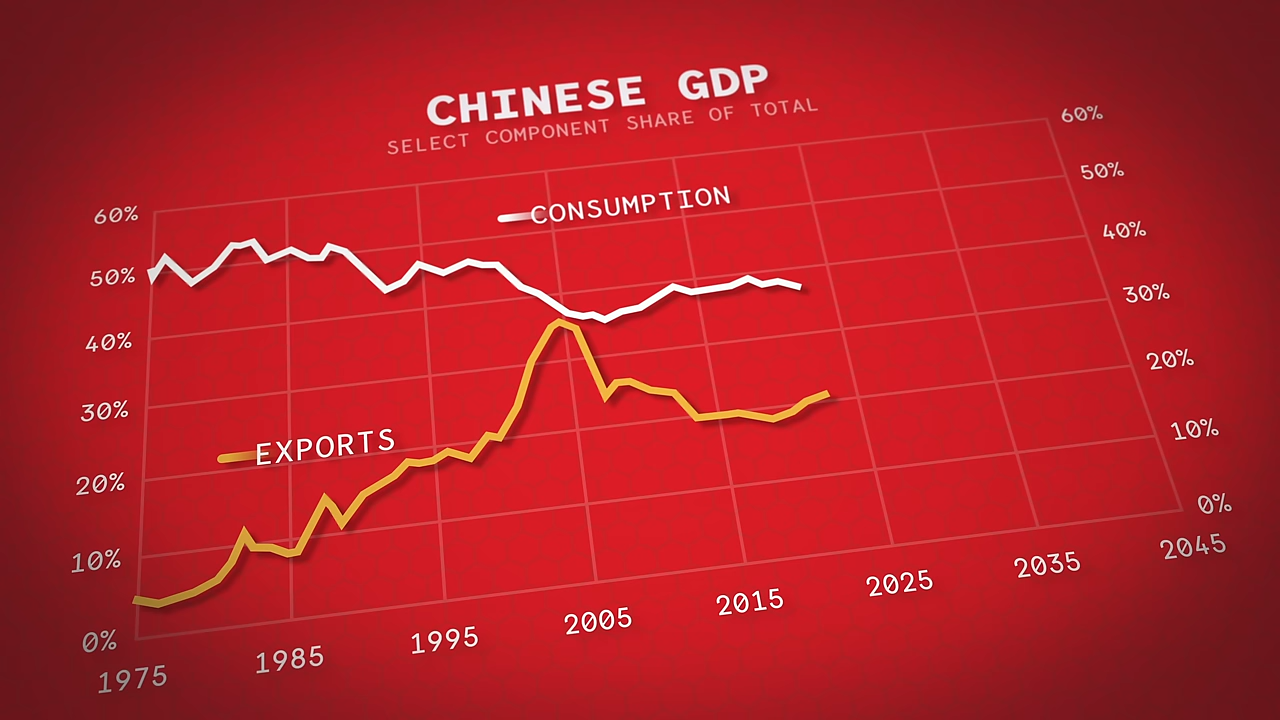 CHINESE GDP
SELECT COMPONENT SHARE OF TOTAL
CONSUMPTION
EXPORTS
60%
50%
40%
30%
20%
10%
0%
60%
50%
40%
30%
20%
10%
0%
1975 1985 1995 2005 2015 2025 2035 2045